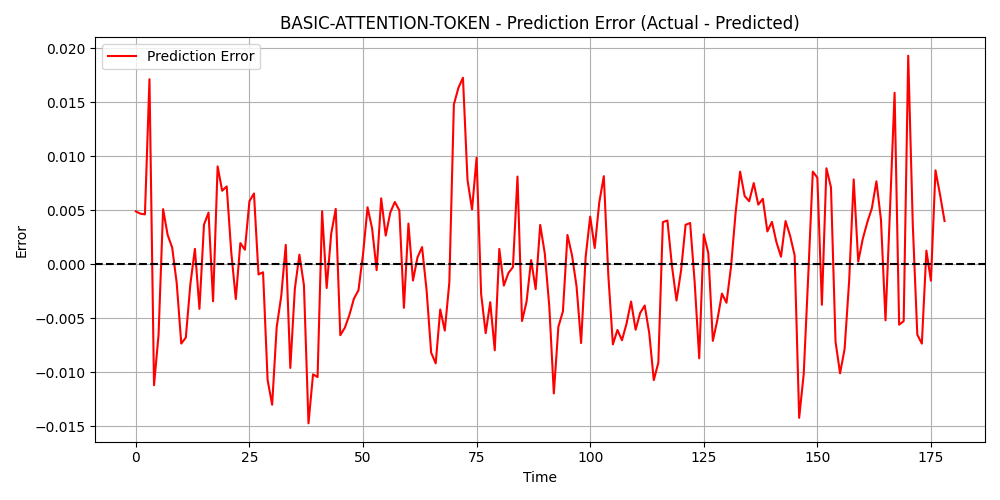 BASIC-ATTENTION-TOKEN - Prediction Error (Actual - Predicted)
Prediction Error
0.020
0.015
0.010
0.005
0.000
−0.005
−0.010
−0.015
Error
0 25 50 75 100 125 150 175
Time